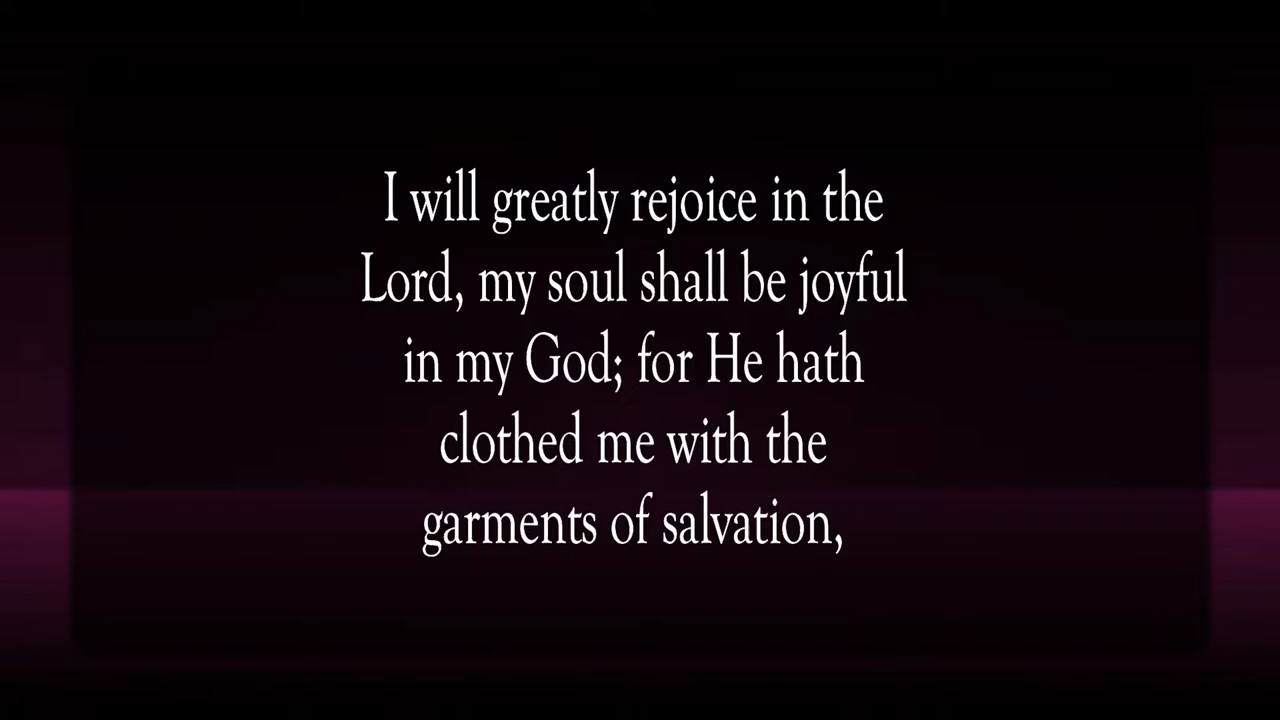 I will greatly rejoice in the
Lord, my soul shall be joyful
in my God; for He hath
clothed me with the
garments of salvation,